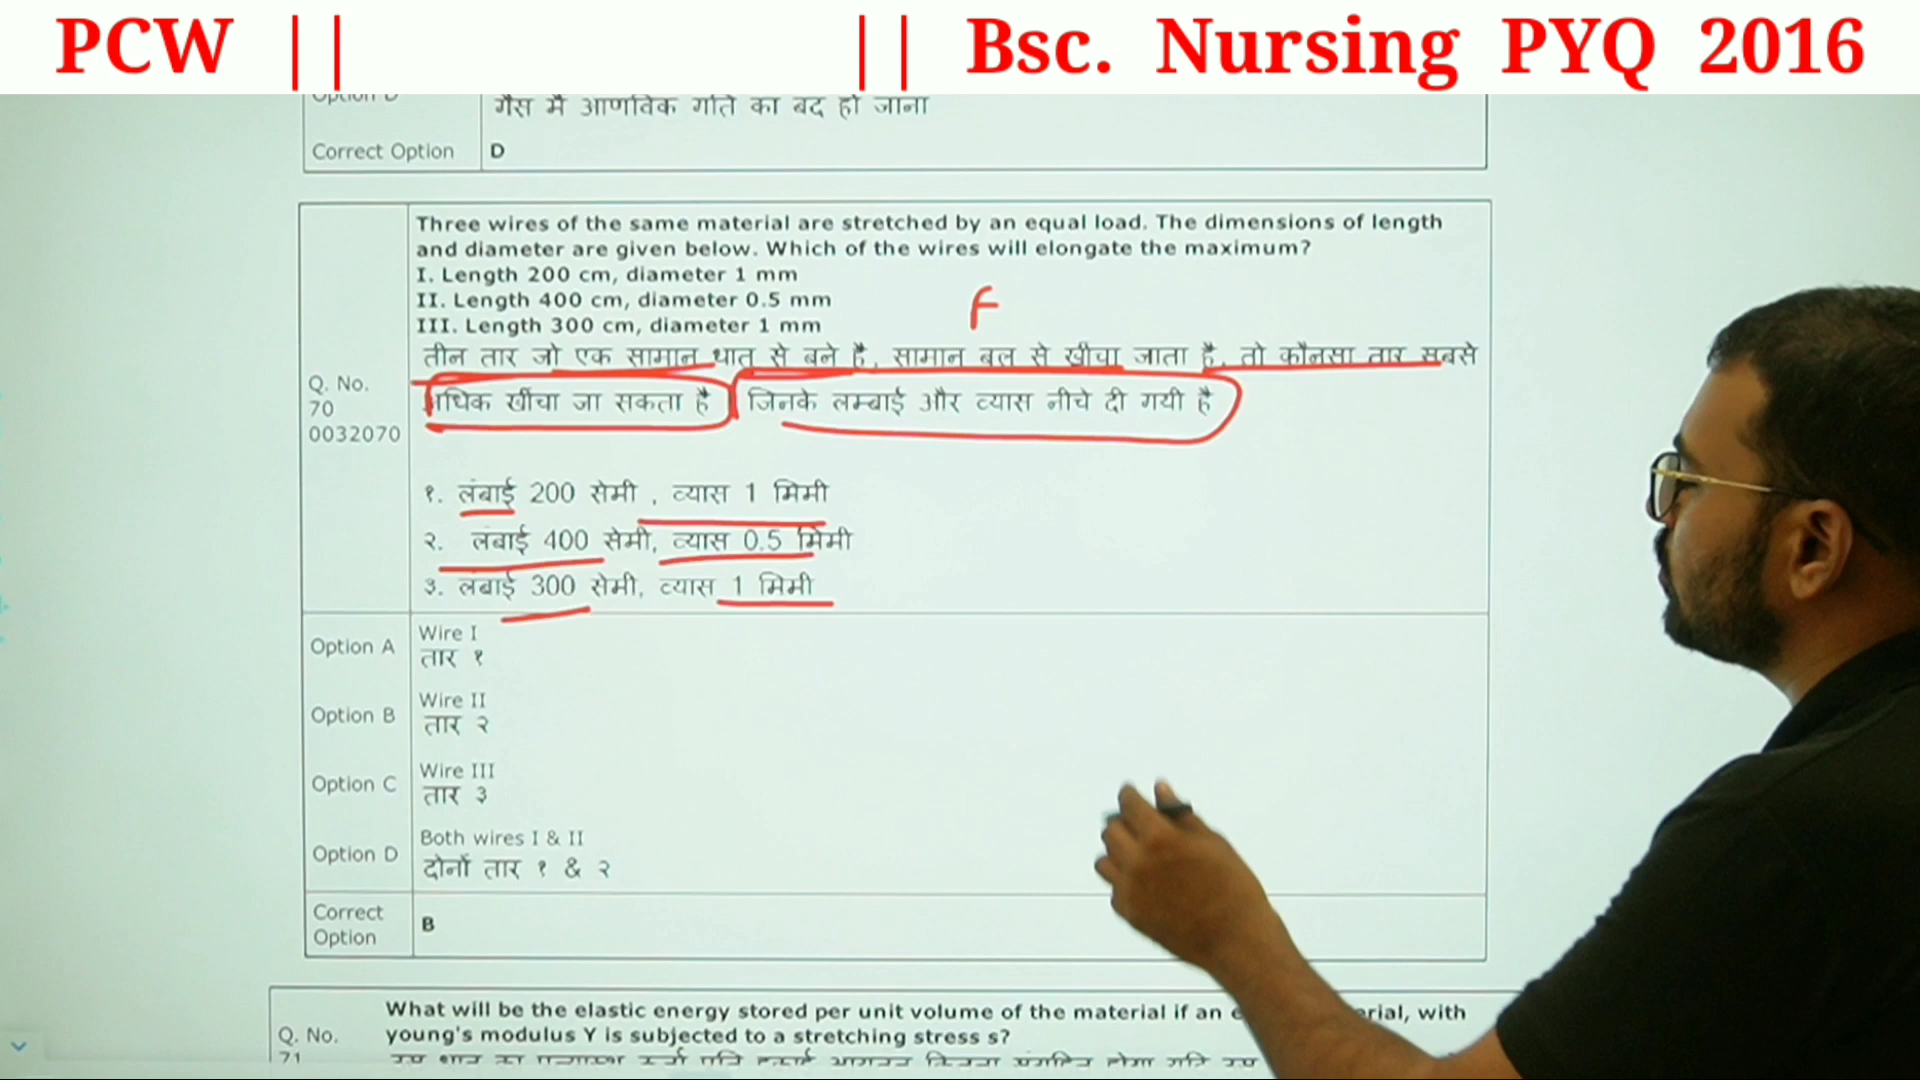 PCW || || Bsc. Nursing PYQ 2016
Option D
गैस में आणविक गति का बंद हो जाना
Correct Option D
Three wires of the same material are stretched by an equal load. The dimensions of length
and diameter are given below. Which of the wires will elongate the maximum?
I. Length 200 cm, diameter 1 mm
II. Length 400 cm, diameter 0.5 mm
III. Length 300 cm, diameter 1 mm
F
तीन तार जो एक सामान धातु से बने है, सामान बल से खींचा जाता है, तो कौनसा तार सबसे
अधिक खींचा जा सकता है जिनके लम्बाई और व्यास नीचे दी गयी है
Q. No.
70
0032070
१. लंबाई 200 सेमी , व्यास 1 मिमी
२. लंबाई 400 सेमी, व्यास 0.5 मिमी
३. लंबाई 300 सेमी, व्यास 1 मिमी
Option A
Wire I
तार १
Option B
Wire II
तार २
Option C
Wire III
तार ३
Option D
Both wires I & II
दोनों तार १ & २
Correct
Option
B
What will be the elastic energy stored per unit volume of the material if an
Q. No.
young's modulus Y is subjected to a stretching stress s?
71